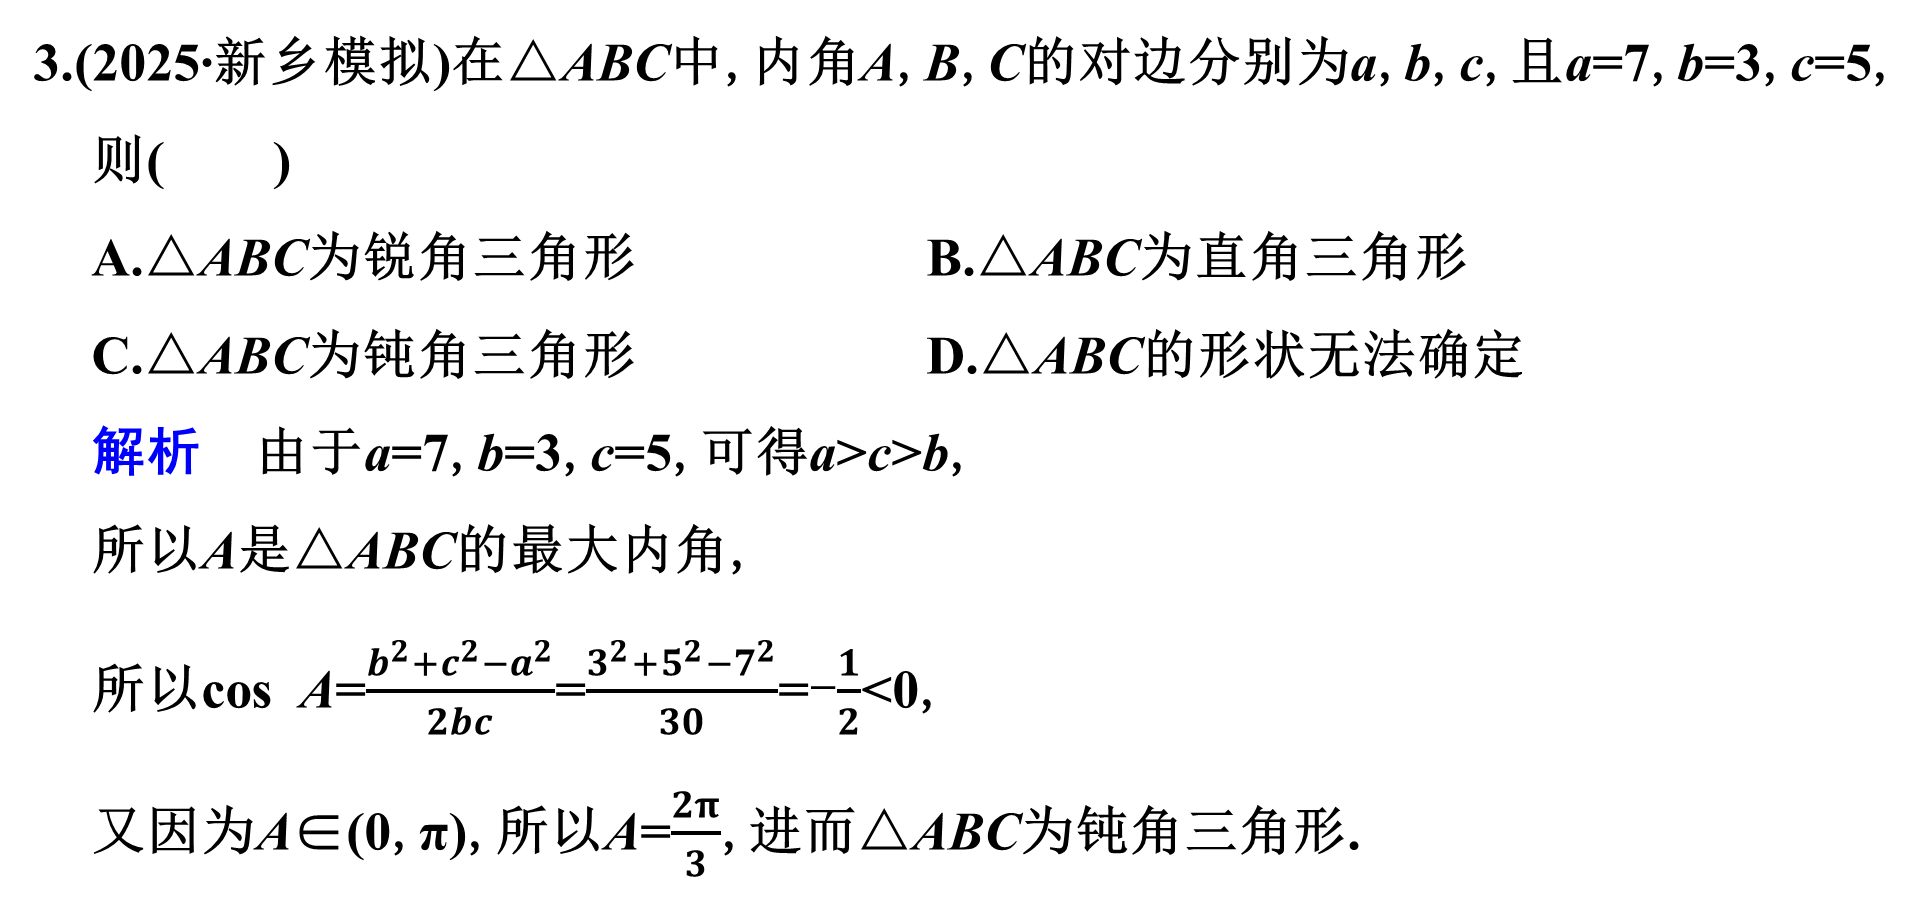 3.(2025·新乡模拟)在△ABC中, 内角A, B, C的对边分别为a, b, c, 且a=7, b=3, c=5,
则(　　)
A.△ABC为锐角三角形　　B.△ABC为直角三角形
C.△ABC为钝角三角形　　D.△ABC的形状无法确定
解析　由于a=7, b=3, c=5, 可得a>c>b,
所以A是△ABC的最大内角,
所以cos A=\frac{b²+c²−a²}{2bc}=\frac{3²+5²−7²}{30}=−\frac{1}{2}<0,
又因为A∈(0, π), 所以A=\frac{2π}{3}, 进而△ABC为钝角三角形.